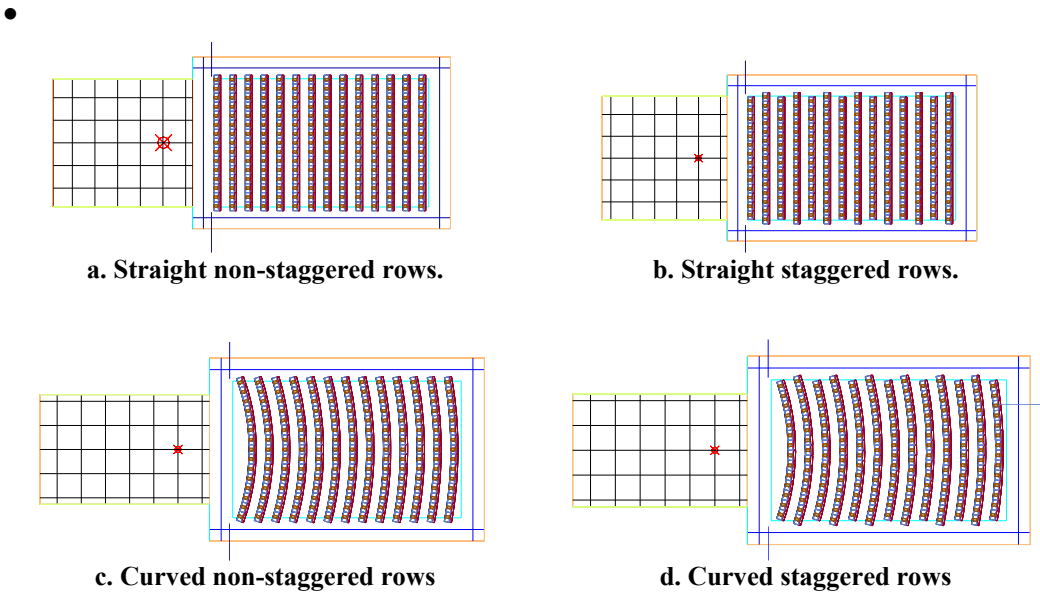 a. Straight non-staggered rows.
b. Straight staggered rows.
c. Curved non-staggered rows
d. Curved staggered rows